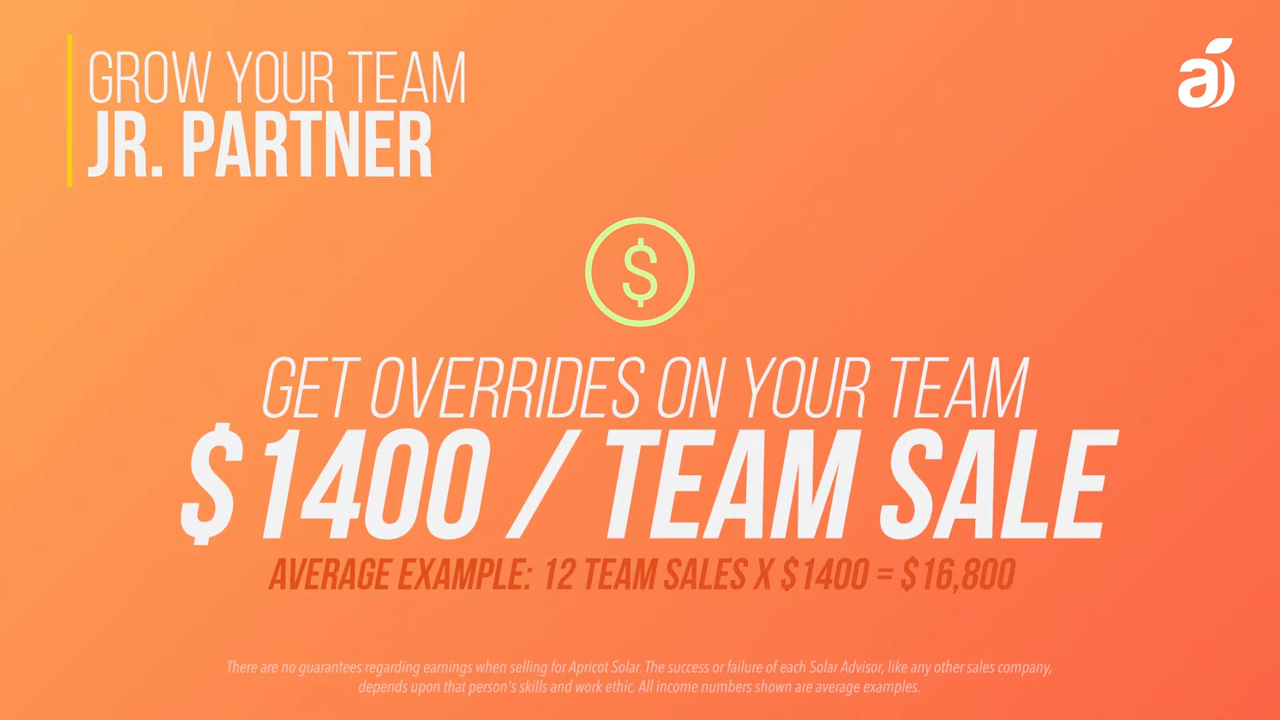 GROW YOUR TEAM
JR. PARTNER
a
$
GET OVERRIDES ON YOUR TEAM
$1400 / TEAM SALE
AVERAGE EXAMPLE: 12 TEAM SALES X $1400 = $16,800
There are no guarantees regarding earnings when selling for Apricot Solar. The success or failure of each Solar Advisor, like any other sales company,
depends upon that person's skills and work ethic. All income numbers shown are average examples.